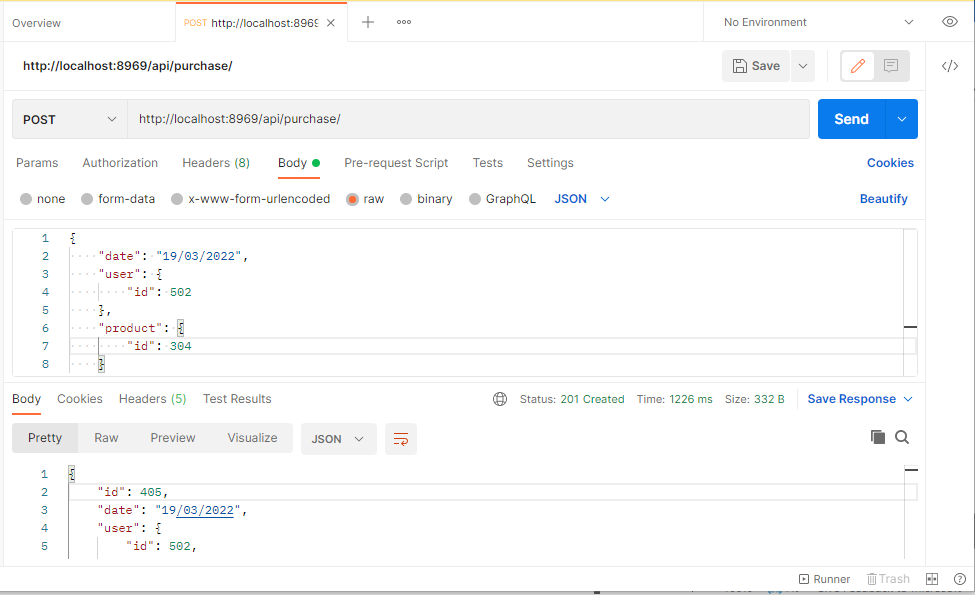 Overview
POST http://localhost:8969
No Environment
http://localhost:8969/api/purchase/
Save
POST
http://localhost:8969/api/purchase/
Send
Params Authorization Headers (8) Body Pre-request Script Tests Settings Cookies
none form-data x-www-form-urlencoded raw binary GraphQL JSON Beautify
1 {
2 "date": "19/03/2022",
3 "user": {
4 "id": 502
5 },
6 "product": {
7 "id": 304
8 }
Body Cookies Headers (5) Test Results Status: 201 Created Time: 1226 ms Size: 332 B Save Response
Pretty Raw Preview Visualize JSON
1 {
2 "id": 405,
3 "date": "19/03/2022",
4 "user": {
5 "id": 502,
Runner Trash